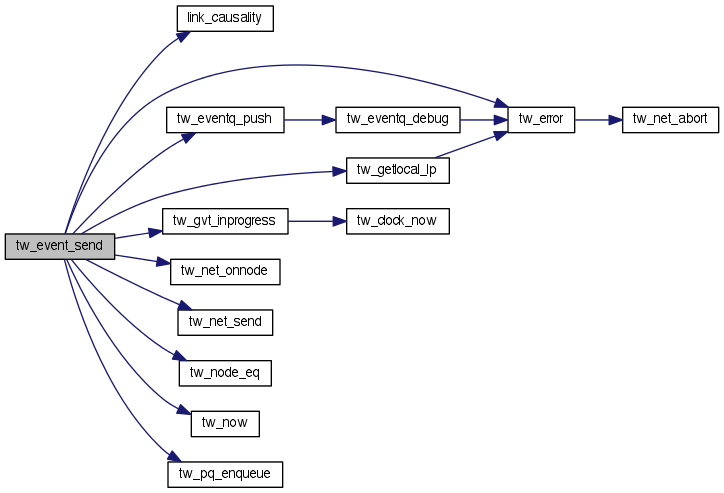 link_causality
tw_eventq_push
tw_eventq_debug
tw_error
tw_net_abort
tw_getlocal_lp
tw_gvt_inprogress
tw_clock_now
tw_event_send
tw_net_onnode
tw_net_send
tw_node_eq
tw_now
tw_pq_enqueue